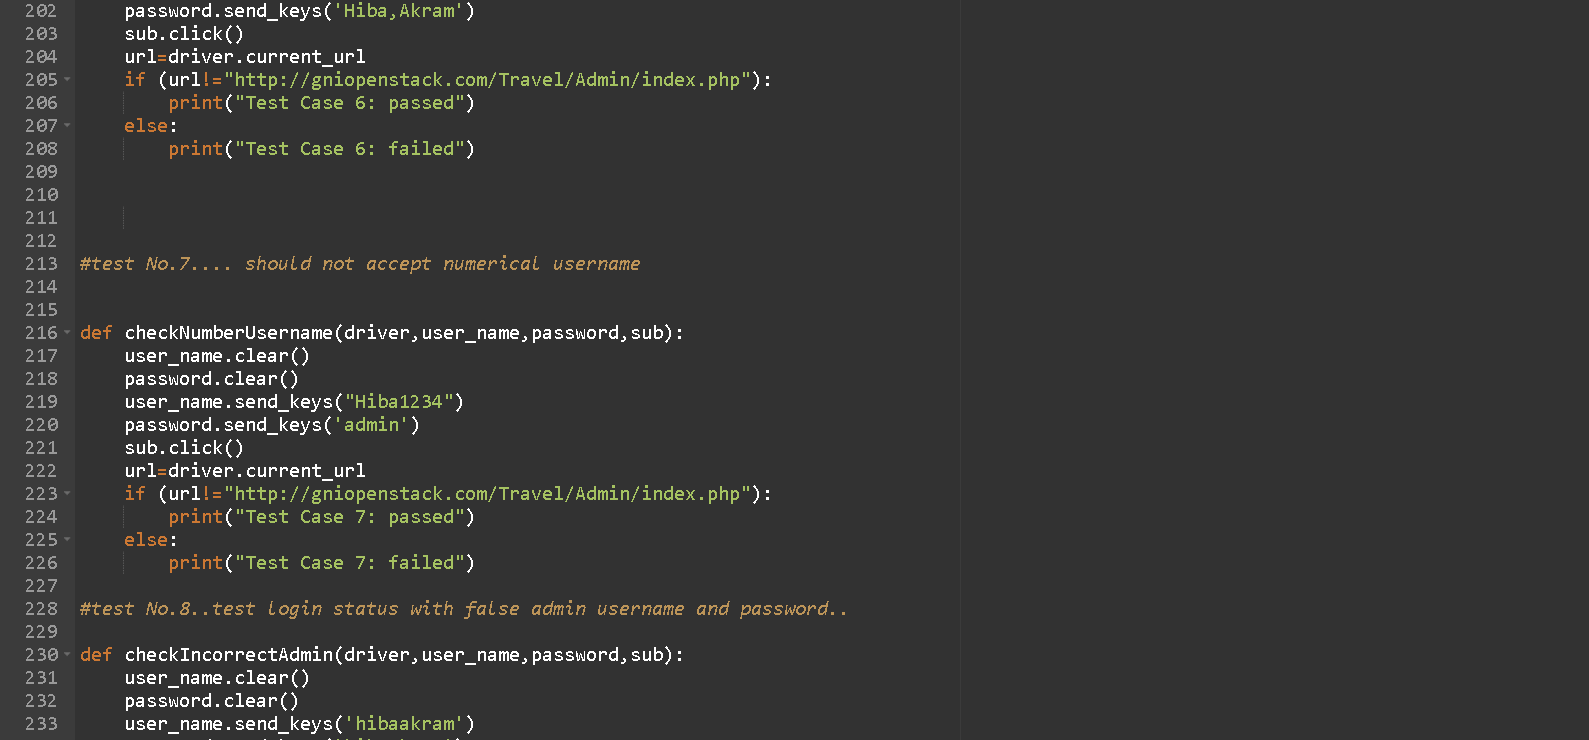 202 password.send_keys('Hiba,Akram')
203 sub.click()
204 url=driver.current_url
205 if (url!="http://gniopenstack.com/Travel/Admin/index.php"):
206 print("Test Case 6: passed")
207 else:
208 print("Test Case 6: failed")
209
210
211
212
213 #test No.7.... should not accept numerical username
214
215
216 def checkNumberUsername(driver,user_name,password,sub):
217 user_name.clear()
218 password.clear()
219 user_name.send_keys("Hiba1234")
220 password.send_keys('admin')
221 sub.click()
222 url=driver.current_url
223 if (url!="http://gniopenstack.com/Travel/Admin/index.php"):
224 print("Test Case 7: passed")
225 else:
226 print("Test Case 7: failed")
227
228 #test No.8..test login status with false admin username and password..
229
230 def checkIncorrectAdmin(driver,user_name,password,sub):
231 user_name.clear()
232 password.clear()
233 user_name.send_keys('hibaakram')